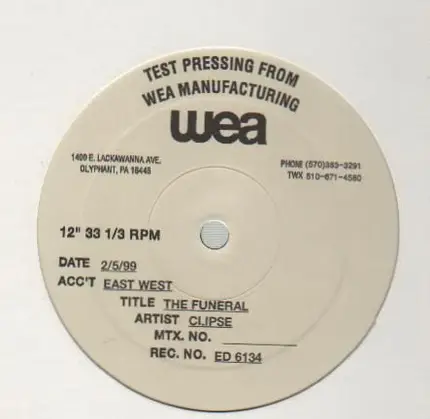 TEST PRESSING FROM
WEA MANUFACTURING
wea
1400 E. LACKAWANNA AVE.
OLYPHANT, PA 18448
PHONE (570)383-3291
TWX 510-671-4580
12" 33 1/3 RPM
DATE 2/5/99
ACC'T EAST WEST
TITLE THE FUNERAL
ARTIST CLIPSE
MTX. NO.
REC. NO. ED 6134